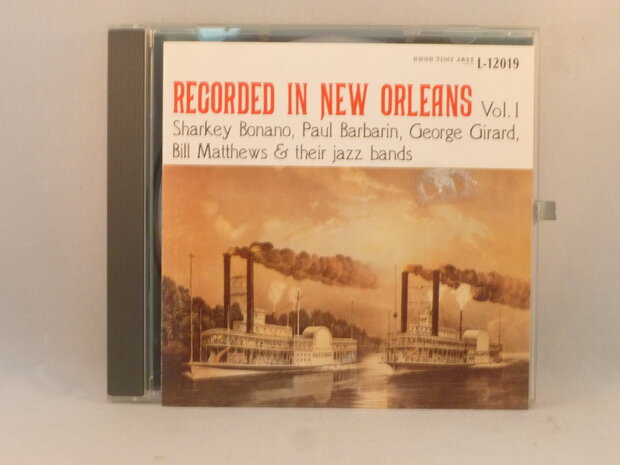 GOOD TIME JAZZ L-12019
RECORDED IN NEW ORLEANS Vol. 1
Sharkey Bonano, Paul Barbarin, George Girard,
Bill Matthews & their jazz bands